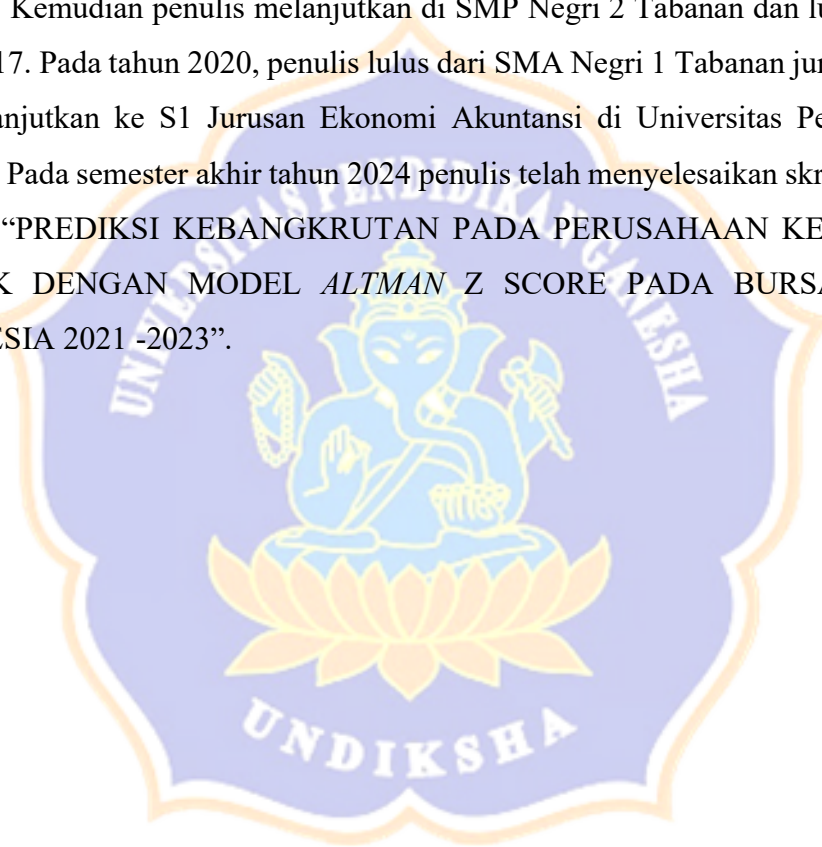 Kemudian penulis melanjutkan di SMP Negri 2 Tabanan dan lu
17. Pada tahun 2020, penulis lulus dari SMA Negri 1 Tabanan jur
anjutkan ke S1 Jurusan Ekonomi Akuntansi di Universitas Pe
Pada semester akhir tahun 2024 penulis telah menyelesaikan skr
“PREDIKSI KEBANGKRUTAN PADA PERUSAHAAN KE
K DENGAN MODEL ALTMAN Z SCORE PADA BURSA
ESIA 2021 -2023”.
UNIVERSITAS PENDIDIKAN GANESHA
UNDIKSHA